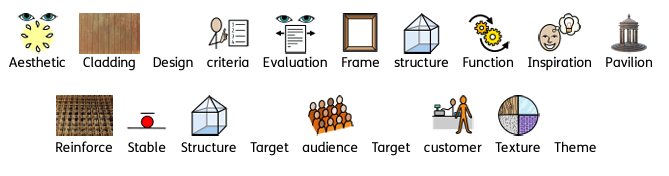 Aesthetic Cladding Design criteria Evaluation Frame structure Function Inspiration Pavilion
Reinforce Stable Structure Target audience Target customer Texture Theme